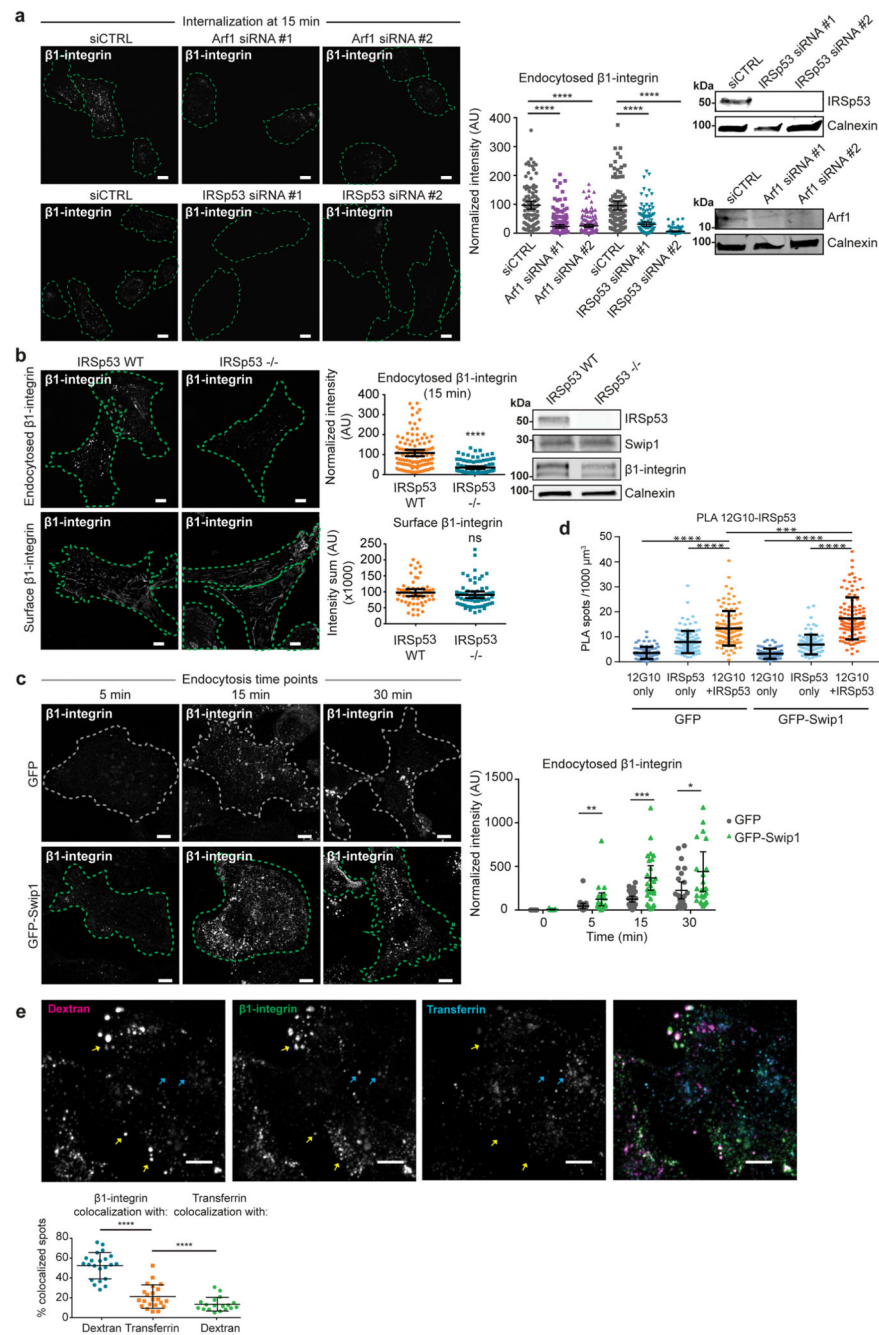 a
Internalization at 15 min
siCTRL Arf1 siRNA #1 Arf1 siRNA #2
β1-integrin β1-integrin β1-integrin
siCTRL IRSp53 siRNA #1 IRSp53 siRNA #2
β1-integrin β1-integrin β1-integrin
Endocytosed β1-integrin
**** ****
**** ****
Normalized intensity (AU)
400
300
200
100
0
siCTRL
Arf1 siRNA #1
Arf1 siRNA #2
siCTRL
IRSp53 siRNA #1
IRSp53 siRNA #2
siCTRL
IRSp53 siRNA #1
IRSp53 siRNA #2
kDa
50 IRSp53
100 Calnexin
siCTRL
Arf1 siRNA #1
Arf1 siRNA #2
kDa
Arf1
10
100 Calnexin
b
IRSp53 WT IRSp53 -/-
Endocytosed β1-integrin
β1-integrin β1-integrin
Surface β1-integrin
β1-integrin β1-integrin
Endocytosed β1-integrin
(15 min)
Normalized intensity
(AU)
400
300
200
100
0
****
IRSp53 IRSp53
WT -/-
Surface β1-integrin
ns
Intensity sum (AU)
(x1000)
250
200
150
100
50
0
IRSp53 IRSp53
WT -/-
IRSp53 WT
IRSp53 -/-
kDa
50 IRSp53
30 Swip1
β1-integrin
100
100 Calnexin
d
PLA 12G10-IRSp53
***
**** ****
**** ****
PLA spots /1000 µm³
50
40
30
20
10
0
12G10 IRSp53 12G10 12G10 IRSp53 12G10
only only +IRSp53 only only +IRSp53
GFP GFP-Swip1
c
Endocytosis time points
5 min 15 min 30 min
GFP
β1-integrin β1-integrin β1-integrin
GFP-Swip1
β1-integrin β1-integrin β1-integrin
Endocytosed β1-integrin
Normalized intensity (AU)
1500
1000
500
0
** *** *
GFP
GFP-Swip1
0 5 15 30
Time (min)
e
Dextran β1-integrin Transferrin
β1-integrin Transferrin
colocalization with: colocalization with:
**** ****
% colocalized spots
80
60
40
20
0
Dextran Transferrin Dextran